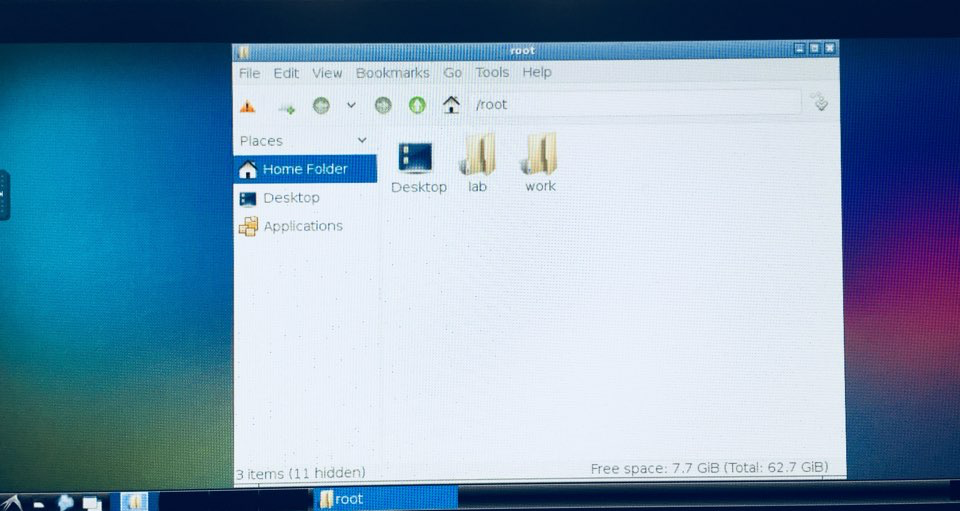 root
File Edit View Bookmarks Go Tools Help
/root
Places
Home Folder
Desktop
Applications
Desktop lab work
3 items (11 hidden)
Free space: 7.7 GiB (Total: 62.7 GiB)
root